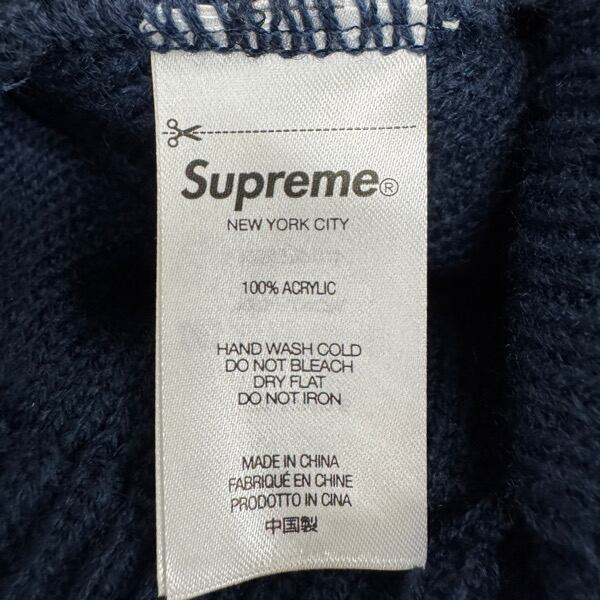 Supreme®
NEW YORK CITY
100% ACRYLIC
HAND WASH COLD
DO NOT BLEACH
DRY FLAT
DO NOT IRON
MADE IN CHINA
FABRIQUÉ EN CHINE
PRODOTTO IN CINA
中国製